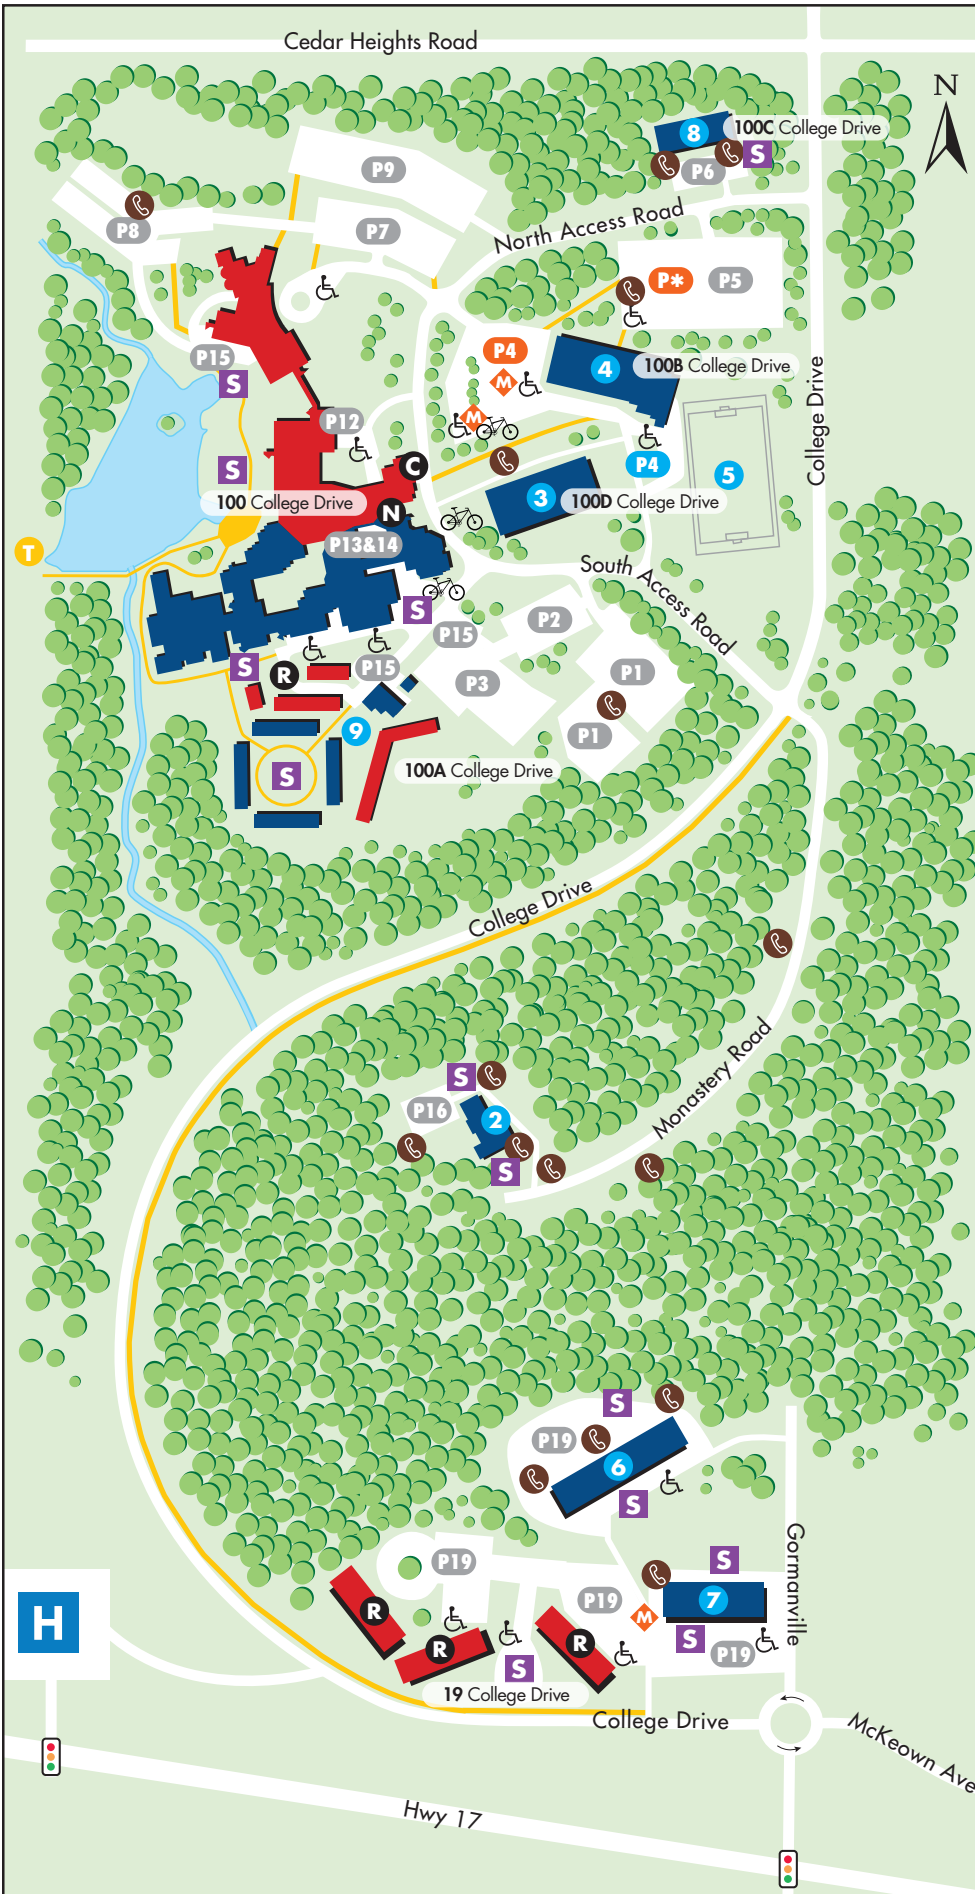 Cedar Heights Road
N
8
100C College Drive
S
P6
P9
P8
P7
North Access Road
P*
P5
P4
M
4
100B College Drive
P15
S
P12
M
College Drive
S
C
P4
5
100 College Drive
N
3
100D College Drive
T
P13&14
South Access Road
S
P15
P2
S
R
P15
P3
P1
9
P1
S
100A College Drive
College Drive
Monastery Road
S
P16
2
S
S
P19
6
S
Gormanville
P19
S
P19
7
M
R
R
R
S
P19
S
H
19 College Drive
College Drive
McKeown Ave
Hwy 17